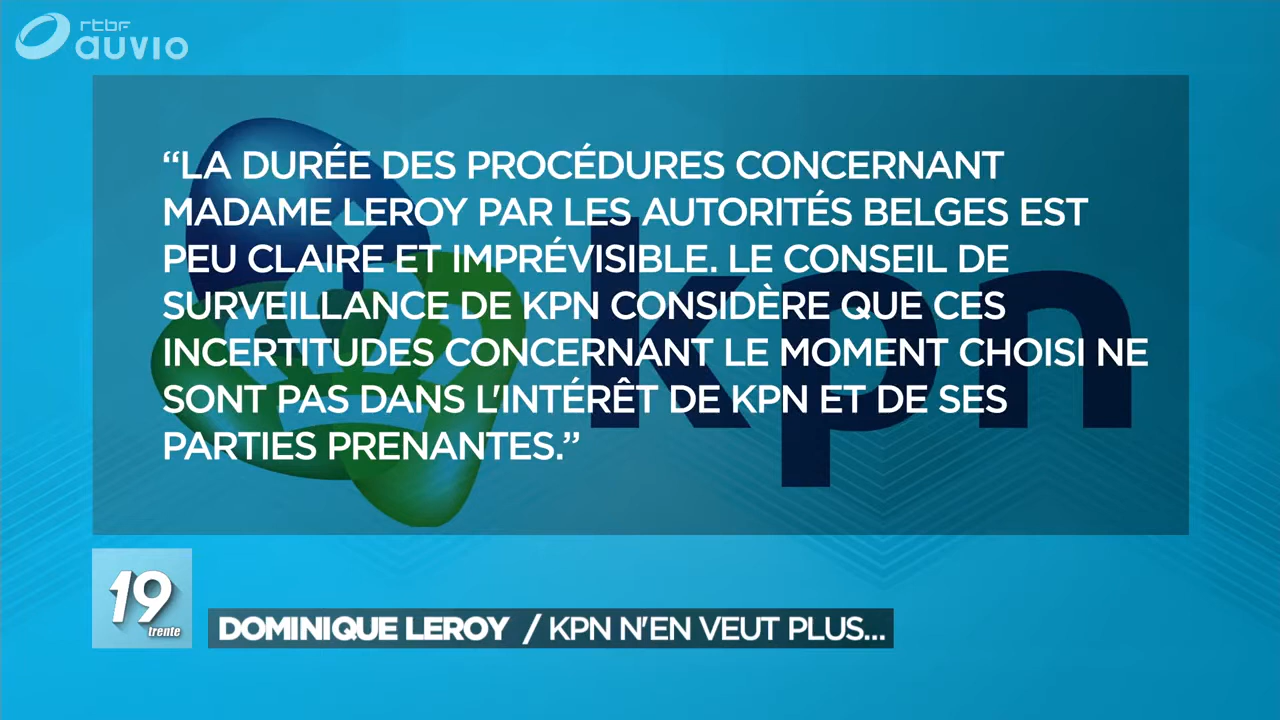 rtbf
auvio
“LA DURÉE DES PROCÉDURES CONCERNANT
MADAME LEROY PAR LES AUTORITÉS BELGES EST
PEU CLAIRE ET IMPRÉVISIBLE. LE CONSEIL DE
SURVEILLANCE DE KPN CONSIDÈRE QUE CES
INCERTITUDES CONCERNANT LE MOMENT CHOISI NE
SONT PAS DANS L'INTÉRÊT DE KPN ET DE SES
PARTIES PRENANTES.”
kpn
19
trente
DOMINIQUE LEROY / KPN N'EN VEUT PLUS...